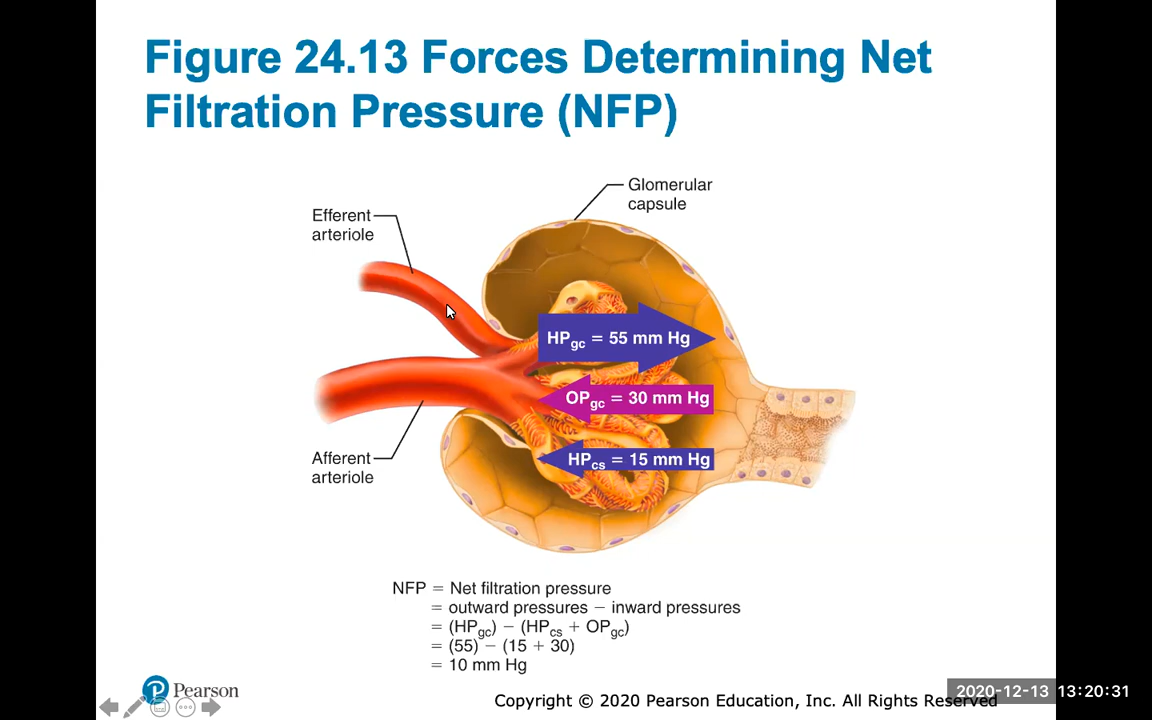 Figure 24.13 Forces Determining Net
Filtration Pressure (NFP)
Glomerular
capsule
Efferent
arteriole
HPgc = 55 mm Hg
OPgc = 30 mm Hg
HPcs = 15 mm Hg
Afferent
arteriole
NFP = Net filtration pressure
= outward pressures − inward pressures
= (HPgc) − (HPcs + OPgc)
= (55) − (15 + 30)
= 10 mm Hg
Pearson
Copyright © 2020 Pearson Education, Inc. All Rights Reserved
2020-12-13 13:20:31